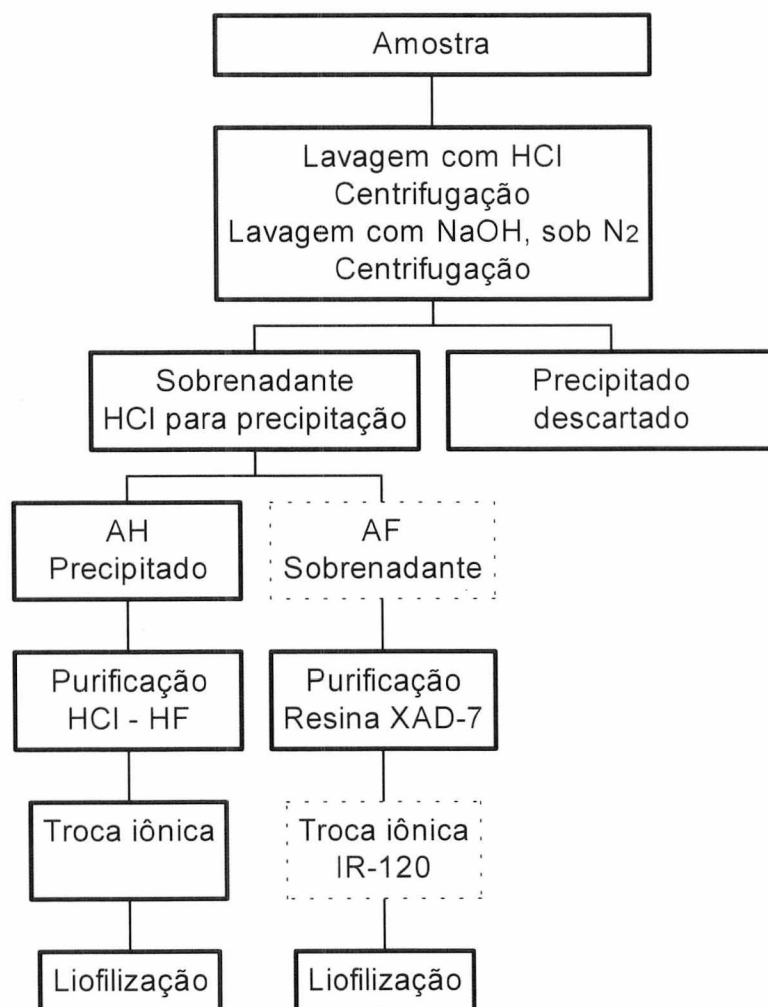 Amostra
Lavagem com HCl
Centrifugação
Lavagem com NaOH, sob N2
Centrifugação
Sobrenadante
HCl para precipitação
Precipitado
descartado
AH
Precipitado
AF
Sobrenadante
Purificação
HCl - HF
Purificação
Resina XAD-7
Troca iônica
Troca iônica
IR-120
Liofilização
Liofilização